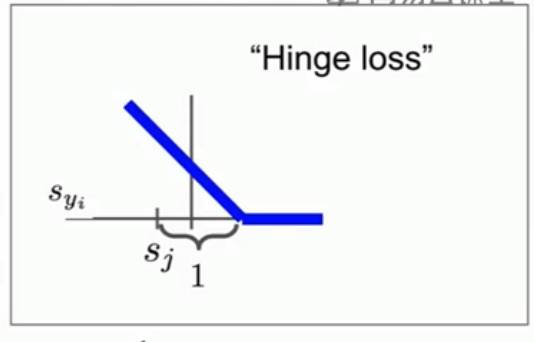 “Hinge loss”
s_{y_i}
s_j
1